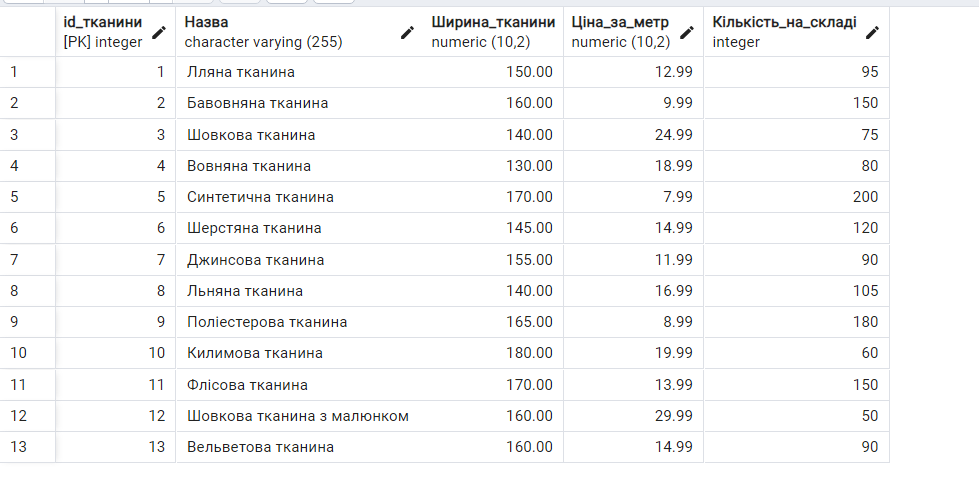 id_тканини Назва Ширина_тканини Ціна_за_метр Кількість_на_складі
[PK] integer character varying (255) numeric (10,2) numeric (10,2) integer
1 1 Лляна тканина 150.00 12.99 95
2 2 Бавовняна тканина 160.00 9.99 150
3 3 Шовкова тканина 140.00 24.99 75
4 4 Вовняна тканина 130.00 18.99 80
5 5 Синтетична тканина 170.00 7.99 200
6 6 Шерстяна тканина 145.00 14.99 120
7 7 Джинсова тканина 155.00 11.99 90
8 8 Льняна тканина 140.00 16.99 105
9 9 Поліестерова тканина 165.00 8.99 180
10 10 Килимова тканина 180.00 19.99 60
11 11 Флісова тканина 170.00 13.99 150
12 12 Шовкова тканина з малюнком 160.00 29.99 50
13 13 Вельветова тканина 160.00 14.99 90